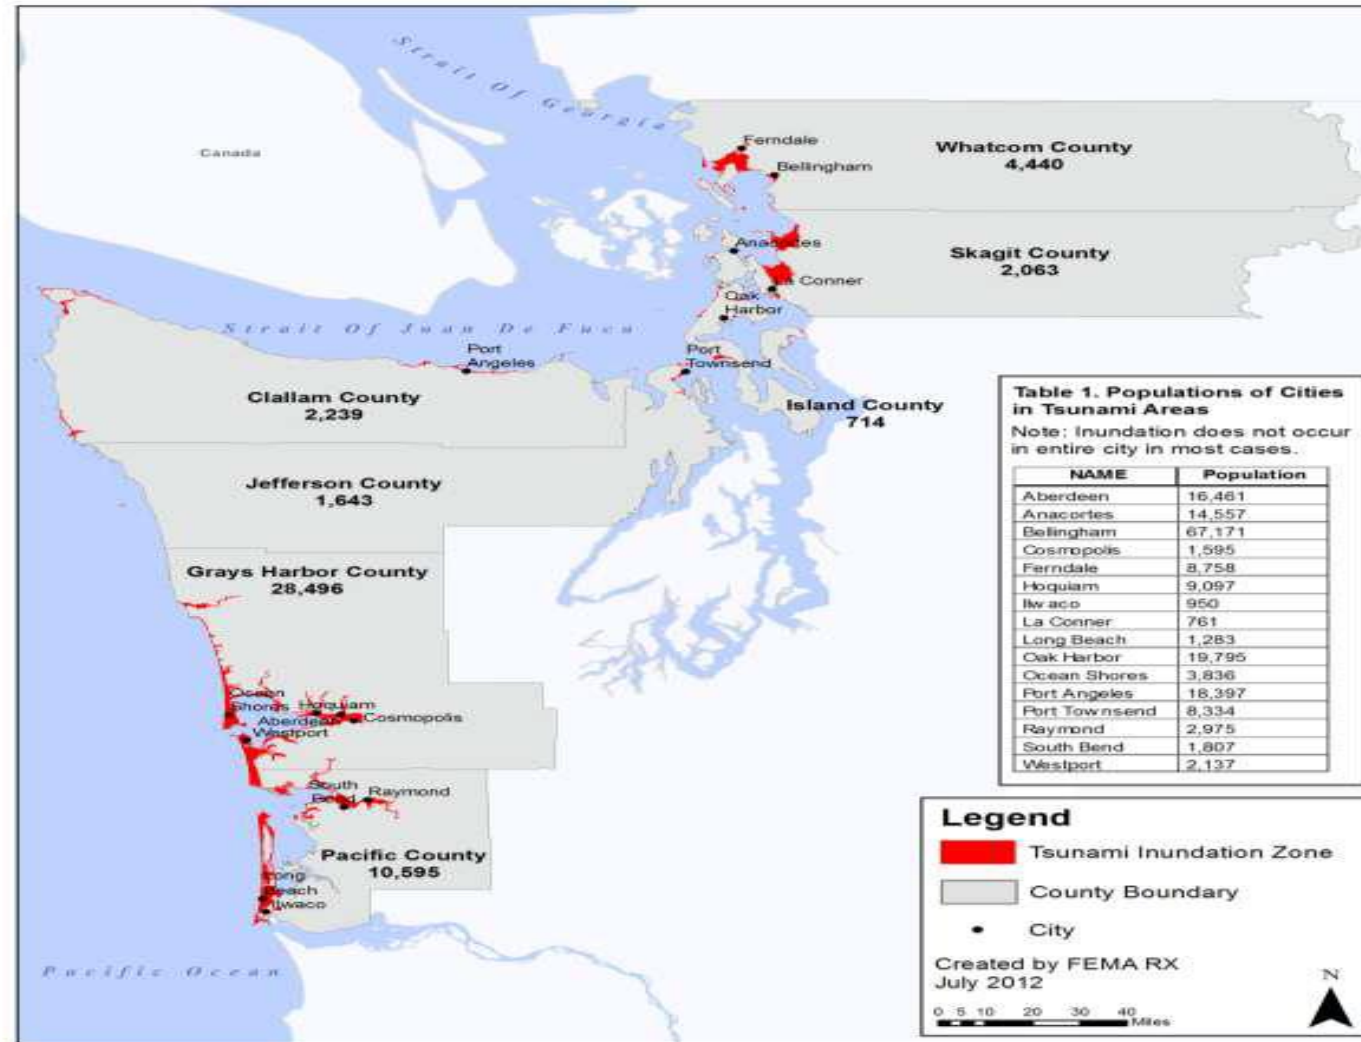 Strait Of Georgia
Canada
Ferndale
Bellingham
Whatcom County
4,440
Anacortes
Skagit County
2,063
La Conner
Oak
Harbor
Strait Of Juan De Fuca
Port
Angeles
Port
Townsend
Clallam County
2,239
Island County
714
Jefferson County
1,643
Grays Harbor County
28,496
Ocean
Shores
Hoquiam
Aberdeen
Cosmopolis
Westport
South
Bend
Raymond
Pacific County
10,595
Long
Beach
Ilwaco
Pacific Ocean
Table 1. Populations of Cities
in Tsunami Areas
Note: Inundation does not occur
in entire city in most cases.
NAME Population
Aberdeen 16,461
Anacortes 14,557
Bellingham 67,171
Cosmopolis 1,595
Ferndale 8,758
Hoquiam 9,097
Ilwaco 950
La Conner 761
Long Beach 1,283
Oak Harbor 19,795
Ocean Shores 3,836
Port Angeles 18,397
Port Townsend 8,334
Raymond 2,975
South Bend 1,807
Westport 2,137
Legend
Tsunami Inundation Zone
County Boundary
City
Created by FEMA RX
July 2012
N
0 5 10 20 30 40
Miles